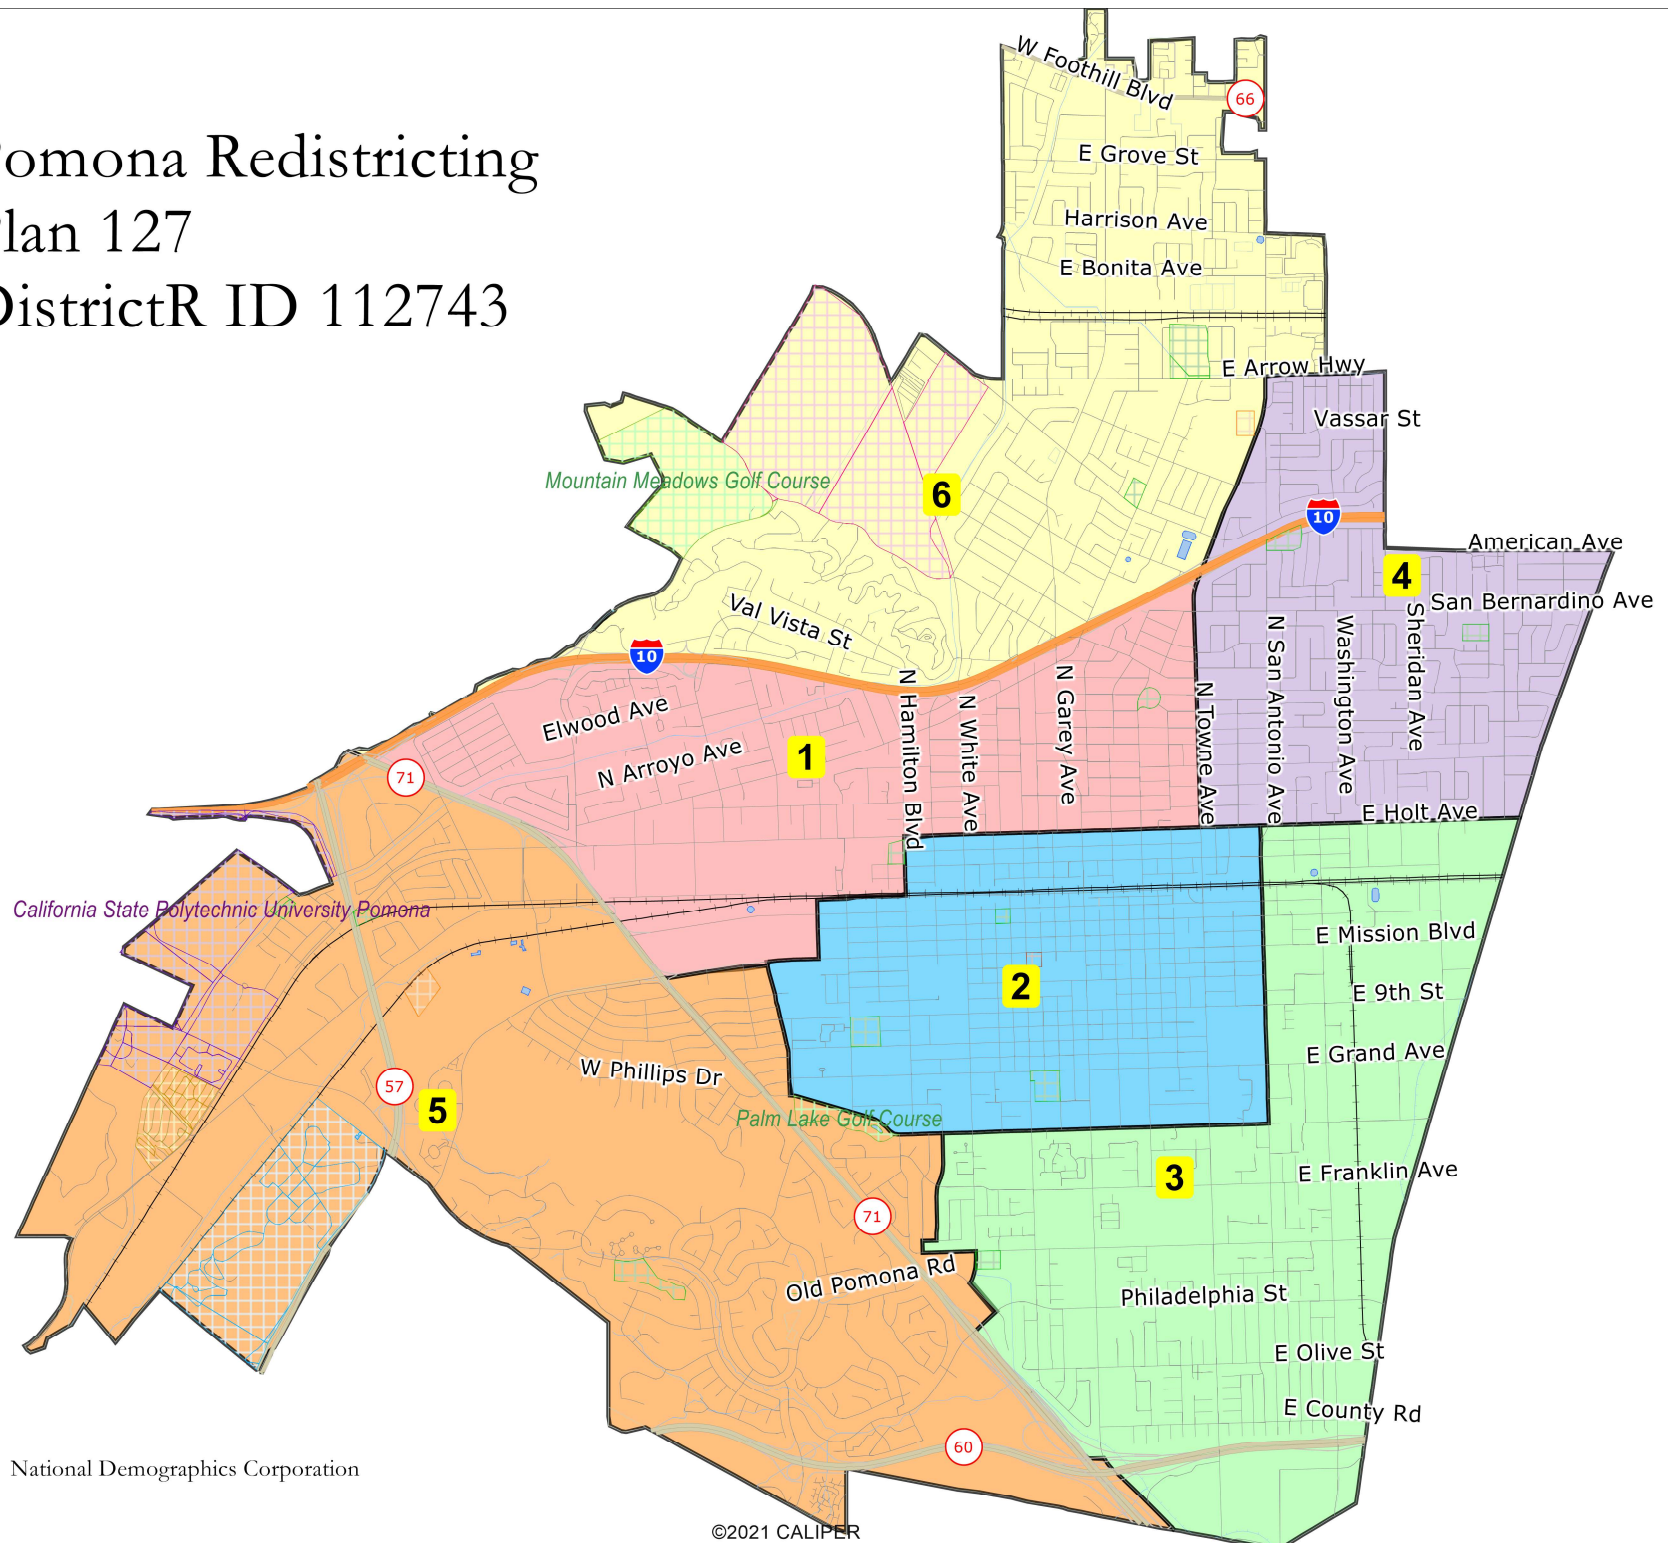 omona Redistricting
lan 127
DistrictR ID 112743
W Foothill Blvd
66
E Grove St
Harrison Ave
E Bonita Ave
E Arrow Hwy
Vassar St
Mountain Meadows Golf Course
6
10
American Ave
4
San Bernardino Ave
Val Vista St
10
N Hamilton Blvd
N White Ave
N Garey Ave
N Towne Ave
N San Antonio Ave
Washington Ave
Sheridan Ave
Elwood Ave
N Arroyo Ave
1
71
E Holt Ave
California State Polytechnic University Pomona
E Mission Blvd
2
E 9th St
E Grand Ave
W Phillips Dr
57
5
Palm Lake Golf Course
3
E Franklin Ave
71
Old Pomona Rd
Philadelphia St
E Olive St
E County Rd
60
National Demographics Corporation
©2021 CALIPER